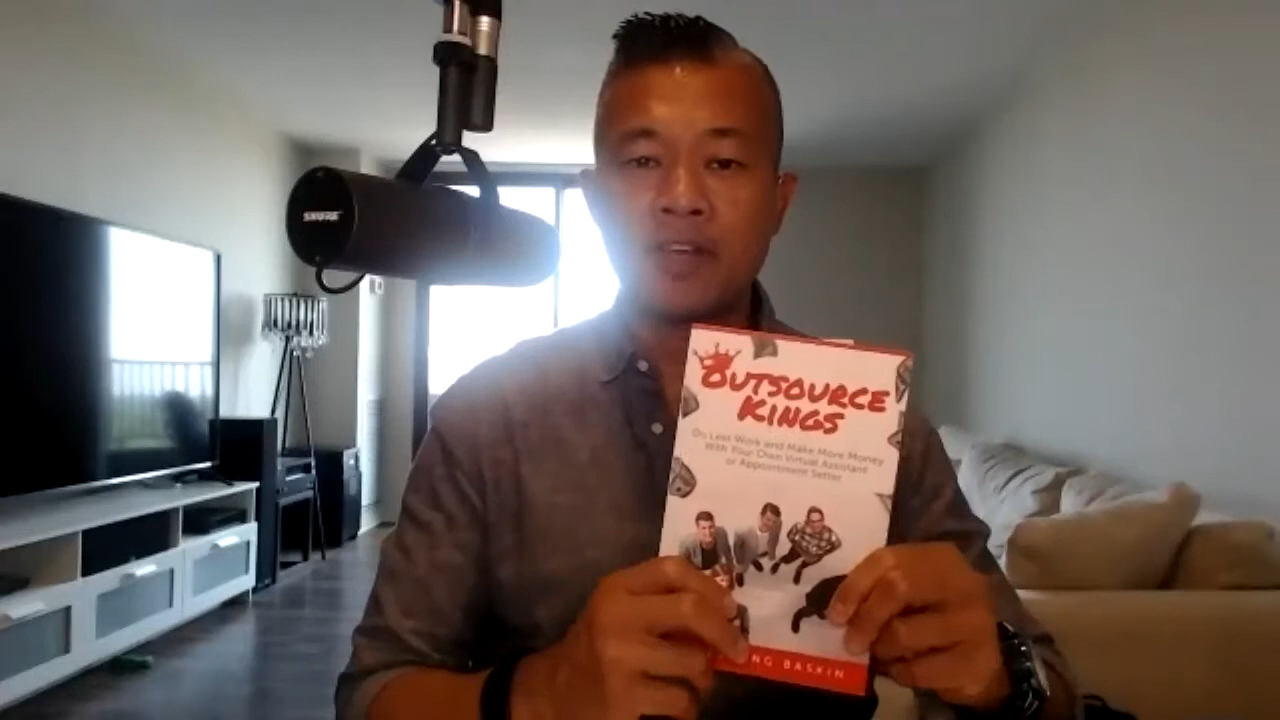 SHURE
OUTSOURCE
KINGS
Do Less Work and Make More Money
With Your Own Virtual Assistant
or Appointment Setter
NG BASKIN